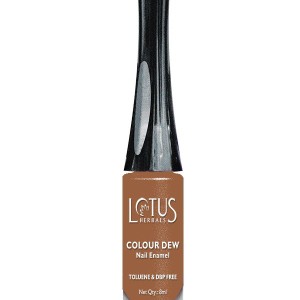 LOTUS
HERBALS
COLOUR DEW
Nail Enamel
TOLUENE & DBP FREE
Net Qty.: 8ml